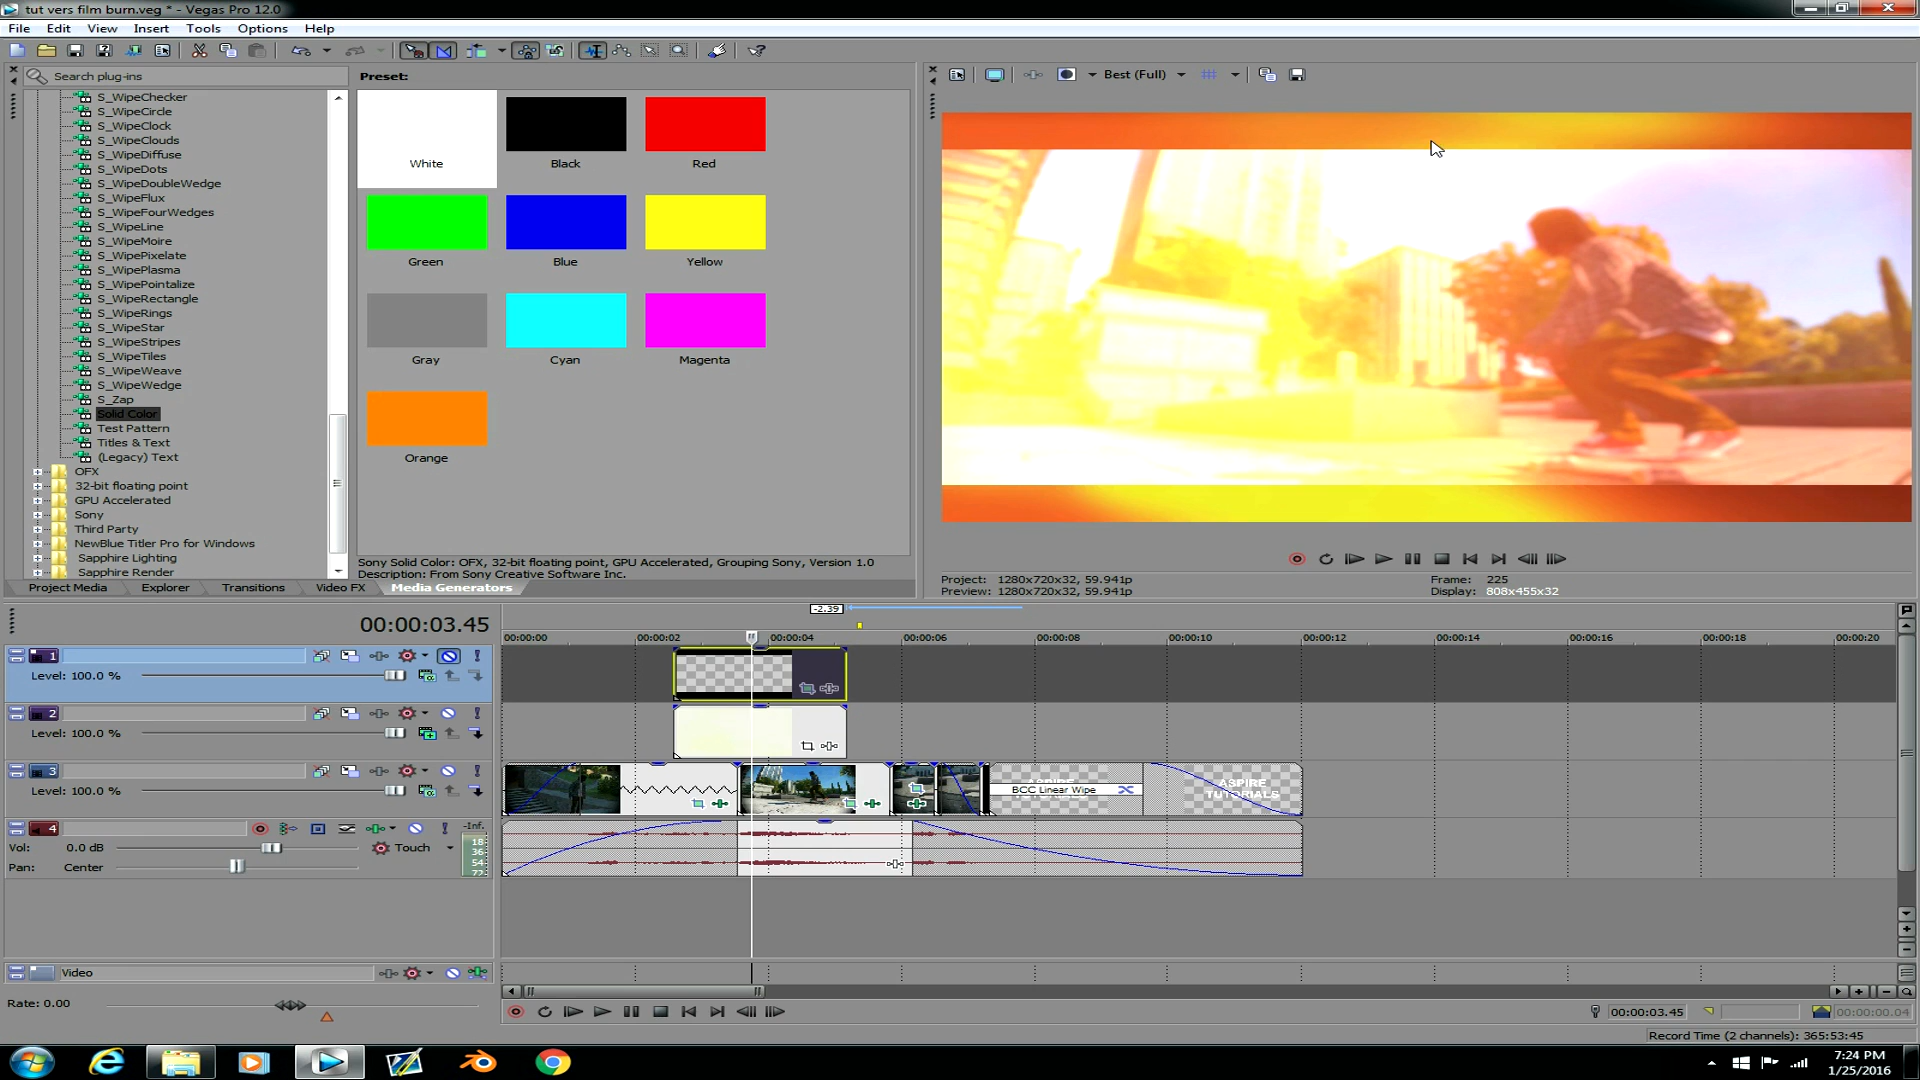 tut vers film burn.veg * - Vegas Pro 12.0
File Edit View Insert Tools Options Help
Search plug-ins
S_WipeChecker
S_WipeCircle
S_WipeClock
S_WipeClouds
S_WipeDiffuse
S_WipeDots
S_WipeDoubleWedge
S_WipeFlux
S_WipeFourWedges
S_WipeLine
S_WipeMoire
S_WipePixelate
S_WipePlasma
S_WipePointalize
S_WipeRectangle
S_WipeRings
S_WipeStar
S_WipeStripes
S_WipeTiles
S_WipeWeave
S_WipeWedge
S_Zap
Solid Color
Test Pattern
Titles & Text
(Legacy) Text
OFX
32-bit floating point
GPU Accelerated
Sony
Third Party
NewBlue Titler Pro for Windows
Sapphire Lighting
Sapphire Render
Preset:
White Black Red
Green Blue Yellow
Gray Cyan Magenta
Orange
Sony Solid Color: OFX, 32-bit floating point, GPU Accelerated, Grouping Sony, Version 1.0
Description: From Sony Creative Software Inc.
Project Media Explorer Transitions Video FX Media Generators
Best (Full)
Project: 1280x720x32, 59.941p
Preview: 1280x720x32, 59.941p
Frame: 225
Display: 808x455x32
00:00:03.45
-2.39
00:00:00 00:00:02 00:00:04 00:00:06 00:00:08 00:00:10 00:00:12 00:00:14 00:00:16 00:00:18 00:00:20
1
Level: 100.0 %
2
Level: 100.0 %
3
Level: 100.0 %
BCC Linear Wipe
ASPIRE
TUTORIALS
4
-Inf.
Vol: 0.0 dB
Touch
Pan: Center
18
36
54
72
Video
Rate: 0.00
00:00:03.45
00:00:00.04
Record Time (2 channels): 365:53:45
7:24 PM
1/25/2016